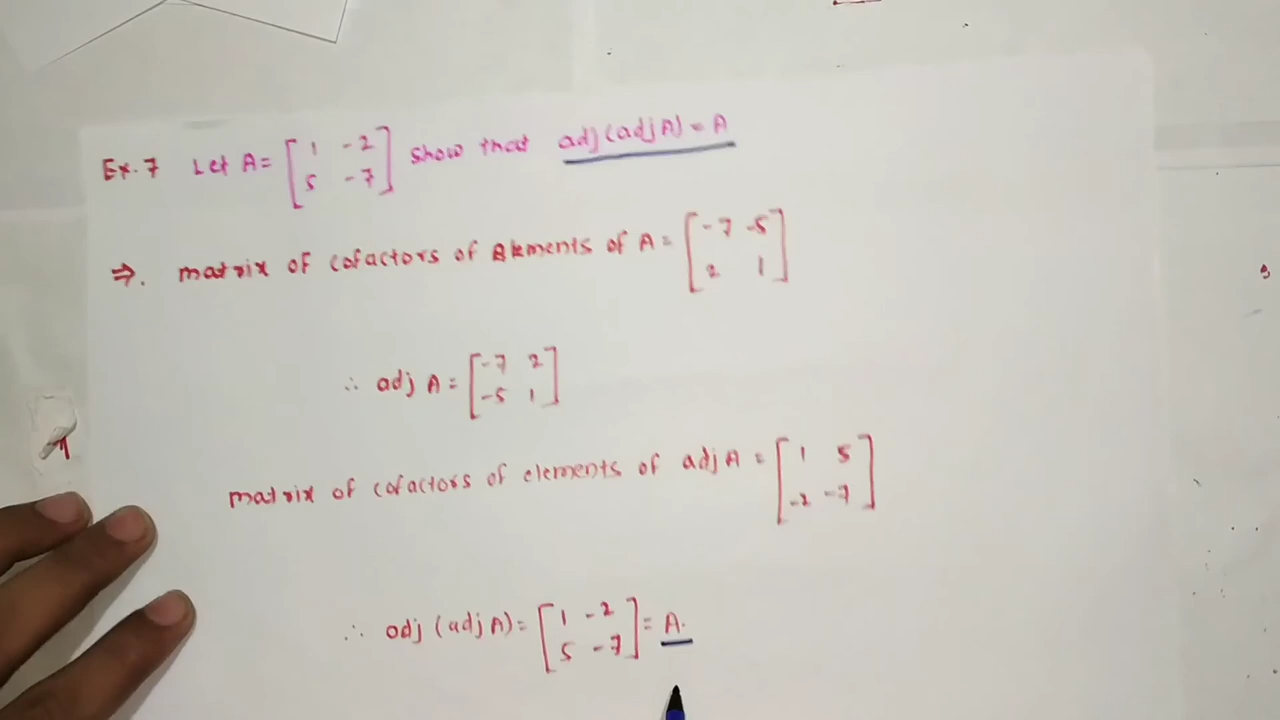 Ex.7 Let A = [ 1 -2 5 -7 ] show that adj(adj A) = A
⇒. matrix of cofactors of elements of A = [ -7 -5 2 1 ]
∴ adj A = [ -7 2 -5 1 ]
matrix of cofactors of elements of adj A = [ 1 5 -2 -7 ]
∴ adj (adj A) = [ 1 -2 5 -7 ] = A.